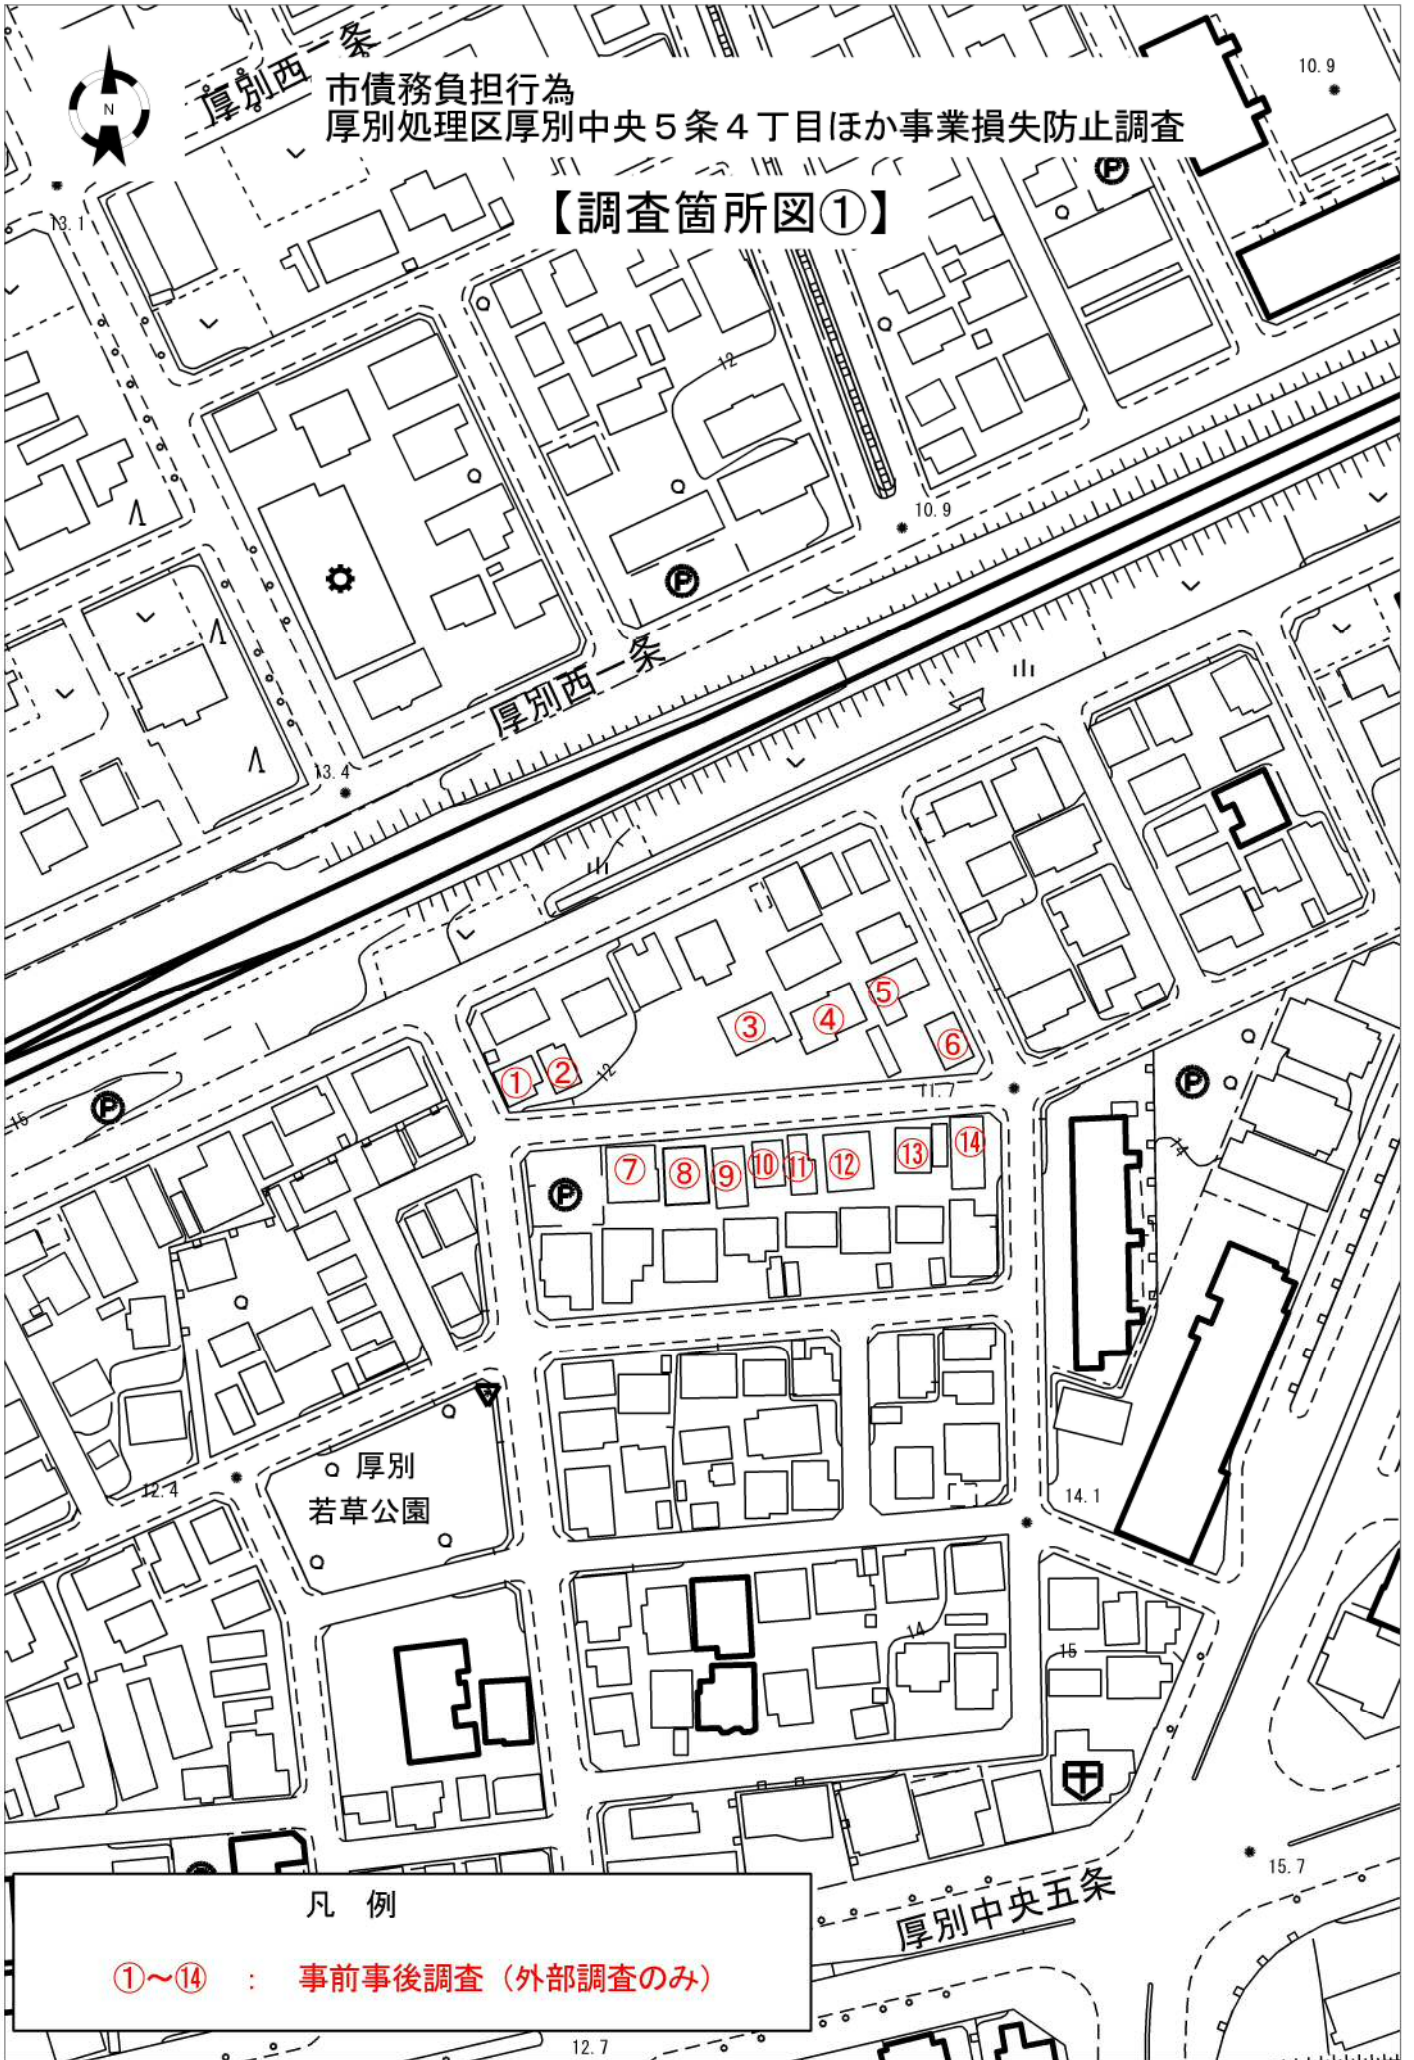 厚別西一条
N
市債務負担行為
厚別処理区厚別中央5条4丁目ほか事業損失防止調査
【調査箇所図①】
10.9
P
13.1
12
10.9
P
厚別西一条
13.4
⑤
③
④
⑥
①
②
12
11.7
15
P
P
14
⑦
⑧
⑨
⑩
⑪
⑫
⑬
⑭
P
厚別
若草公園
12.4
14.1
14
15
15.7
厚別中央五条
凡 例
①~⑭ : 事前事後調査(外部調査のみ)
12.7